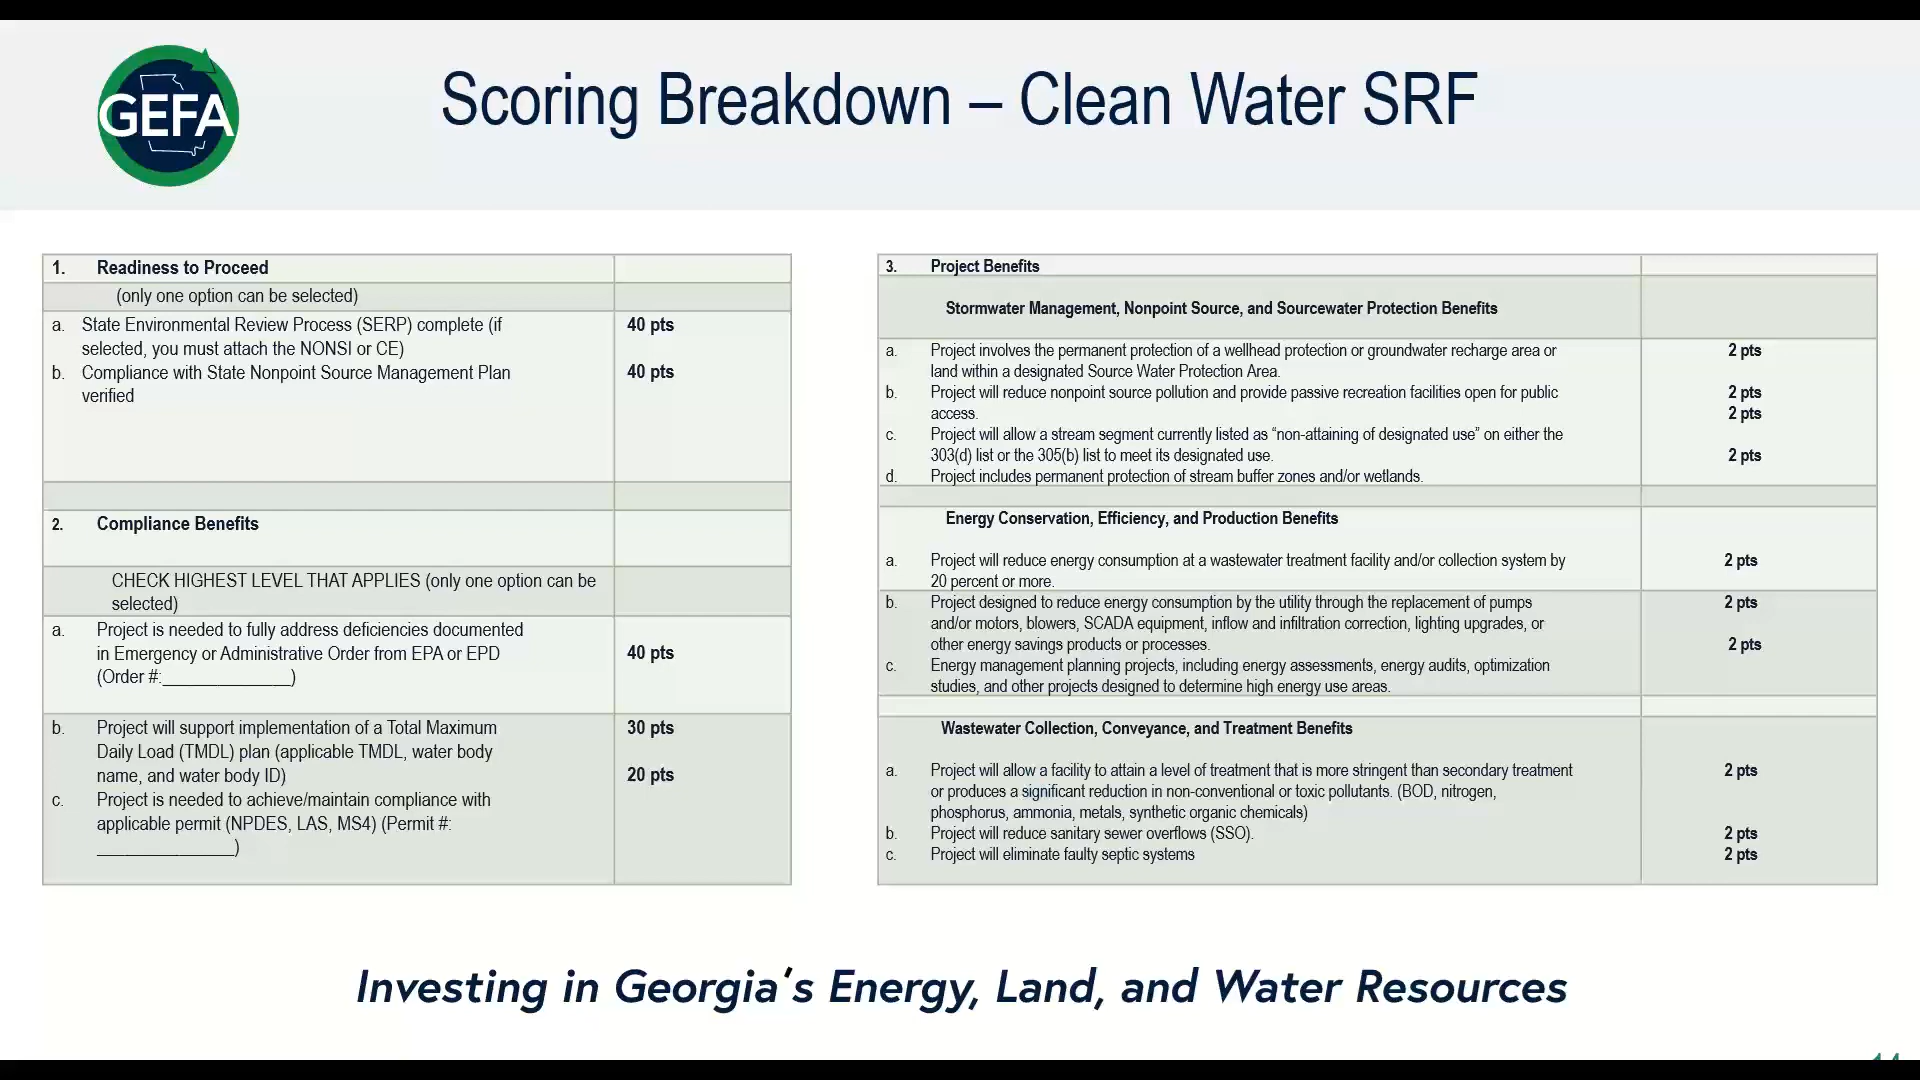 GEFA
Scoring Breakdown – Clean Water SRF
1. Readiness to Proceed
(only one option can be selected)
a. State Environmental Review Process (SERP) complete (if 40 pts
selected, you must attach the NONSI or CE)
b. Compliance with State Nonpoint Source Management Plan 40 pts
verified
2. Compliance Benefits
CHECK HIGHEST LEVEL THAT APPLIES (only one option can be
selected)
a. Project is needed to fully address deficiencies documented
in Emergency or Administrative Order from EPA or EPD 40 pts
(Order #:______________)
b. Project will support implementation of a Total Maximum 30 pts
Daily Load (TMDL) plan (applicable TMDL, water body
name, and water body ID) 20 pts
c. Project is needed to achieve/maintain compliance with
applicable permit (NPDES, LAS, MS4) (Permit #:
_______________)
3. Project Benefits
Stormwater Management, Nonpoint Source, and Sourcewater Protection Benefits
a. Project involves the permanent protection of a wellhead protection or groundwater recharge area or 2 pts
land within a designated Source Water Protection Area.
b. Project will reduce nonpoint source pollution and provide passive recreation facilities open for public 2 pts
access. 2 pts
c. Project will allow a stream segment currently listed as “non-attaining of designated use” on either the
303(d) list or the 305(b) list to meet its designated use. 2 pts
d. Project includes permanent protection of stream buffer zones and/or wetlands.
Energy Conservation, Efficiency, and Production Benefits
a. Project will reduce energy consumption at a wastewater treatment facility and/or collection system by 2 pts
20 percent or more.
b. Project designed to reduce energy consumption by the utility through the replacement of pumps 2 pts
and/or motors, blowers, SCADA equipment, inflow and infiltration correction, lighting upgrades, or
other energy savings products or processes. 2 pts
c. Energy management planning projects, including energy assessments, energy audits, optimization
studies, and other projects designed to determine high energy use areas.
Wastewater Collection, Conveyance, and Treatment Benefits
a. Project will allow a facility to attain a level of treatment that is more stringent than secondary treatment 2 pts
or produces a significant reduction in non-conventional or toxic pollutants. (BOD, nitrogen,
phosphorus, ammonia, metals, synthetic organic chemicals)
b. Project will reduce sanitary sewer overflows (SSO). 2 pts
c. Project will eliminate faulty septic systems 2 pts
Investing in Georgia's Energy, Land, and Water Resources